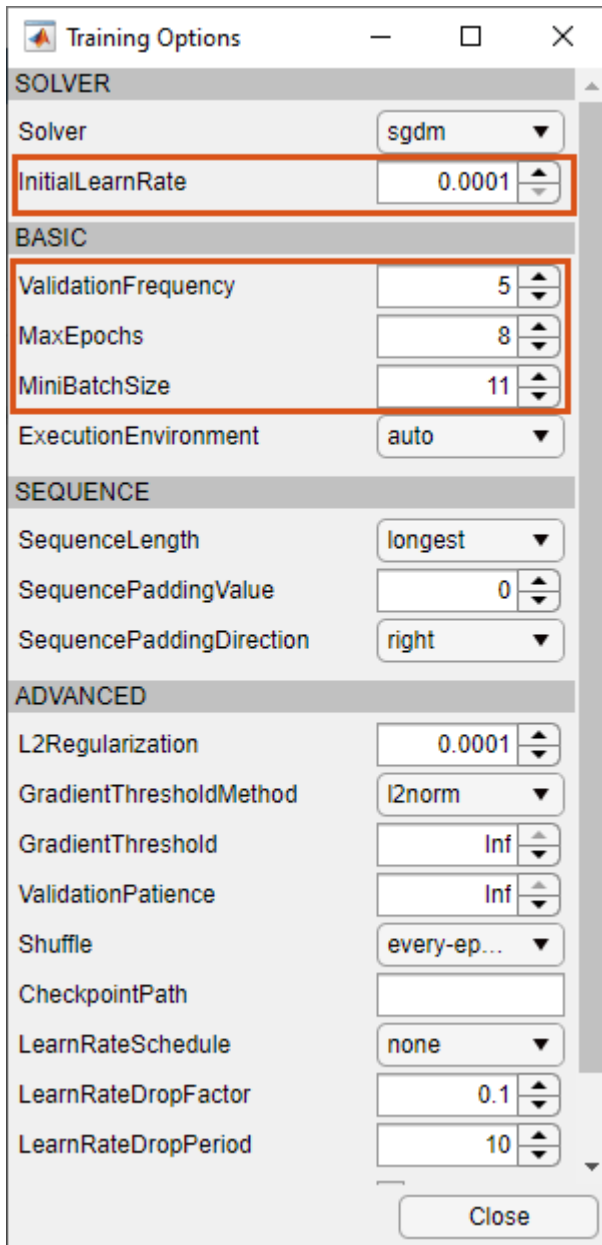 Training Options
SOLVER
Solver sgdm
InitialLearnRate 0.0001
BASIC
ValidationFrequency 5
MaxEpochs 8
MiniBatchSize 11
ExecutionEnvironment auto
SEQUENCE
SequenceLength longest
SequencePaddingValue 0
SequencePaddingDirection right
ADVANCED
L2Regularization 0.0001
GradientThresholdMethod l2norm
GradientThreshold Inf
ValidationPatience Inf
Shuffle every-ep...
CheckpointPath
LearnRateSchedule none
LearnRateDropFactor 0.1
LearnRateDropPeriod 10
Close